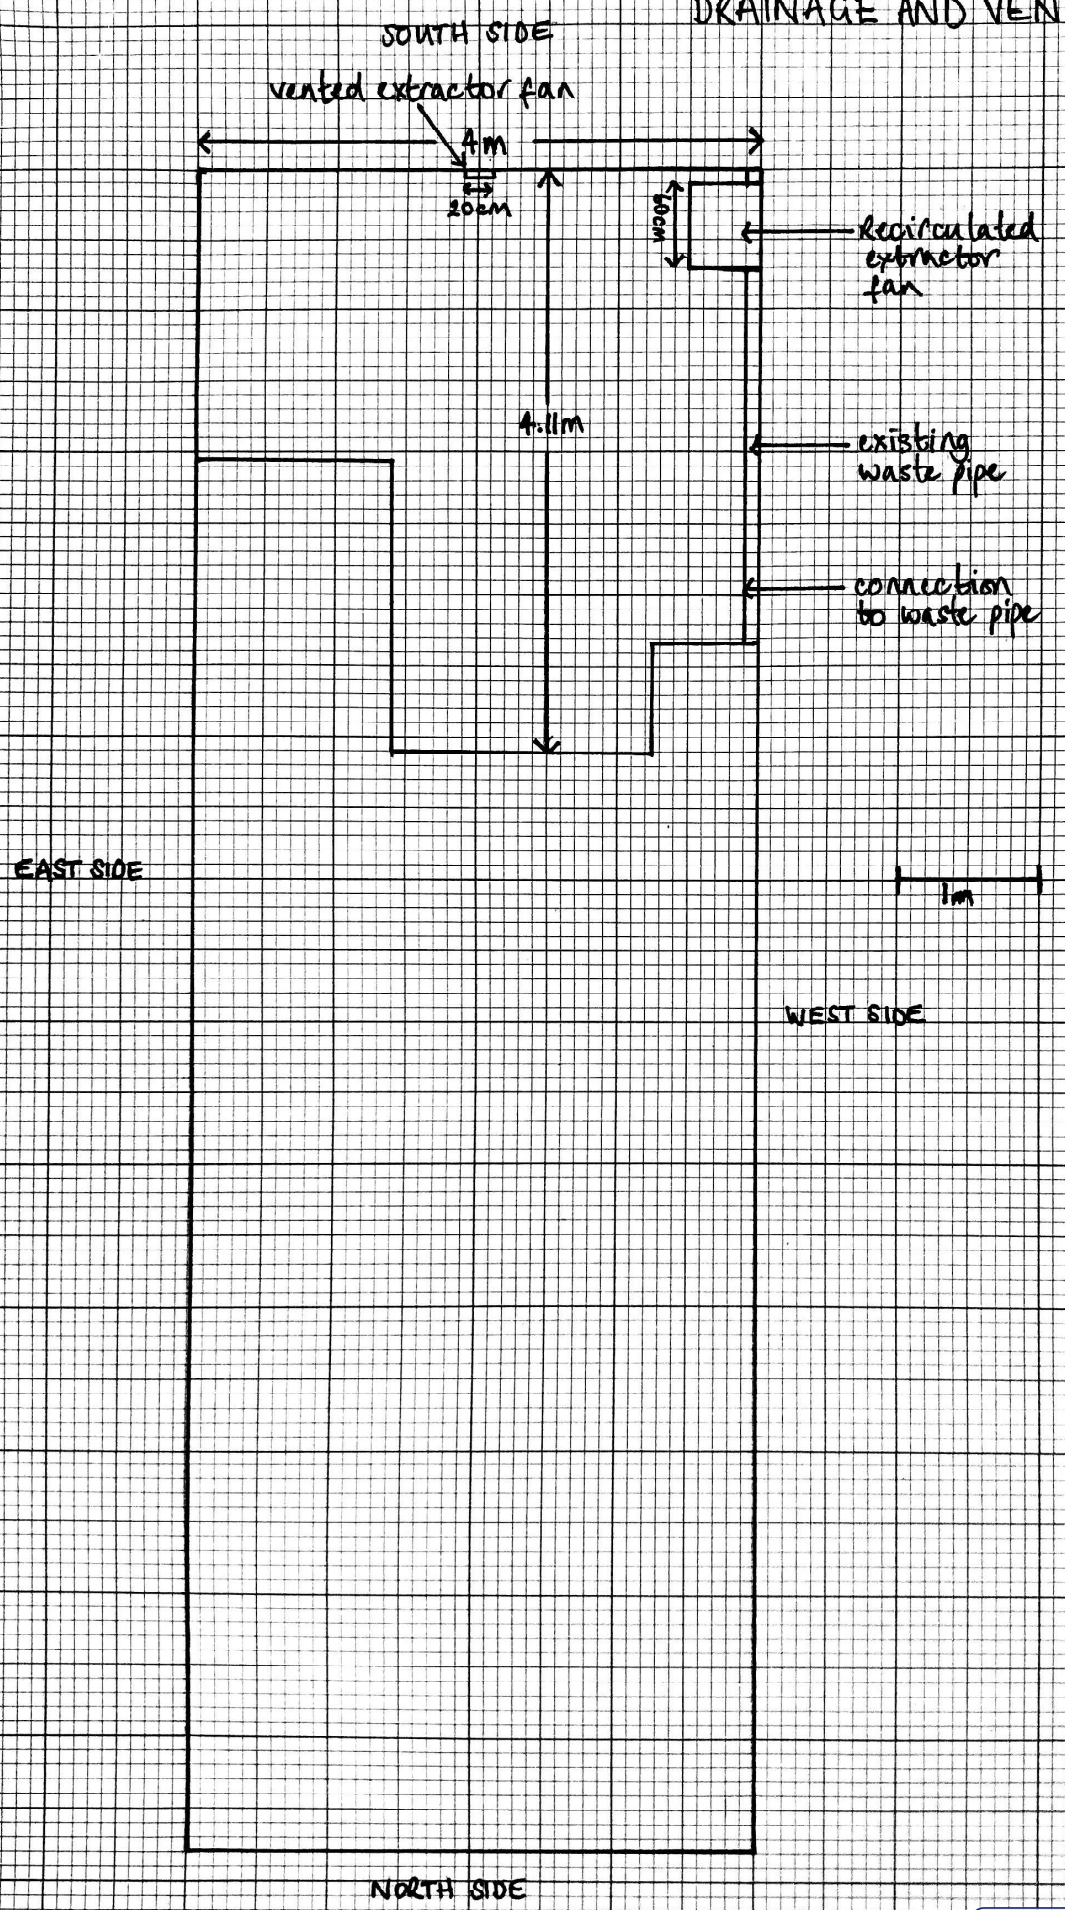 DRAINAGE AND VEN
SOUTH SIDE
vented extractor fan
4m
20cm
60cm
Recirculated
extractor
fan
4.11m
existing
waste pipe
connection
to waste pipe
EAST SIDE
1m
WEST SIDE
NORTH SIDE